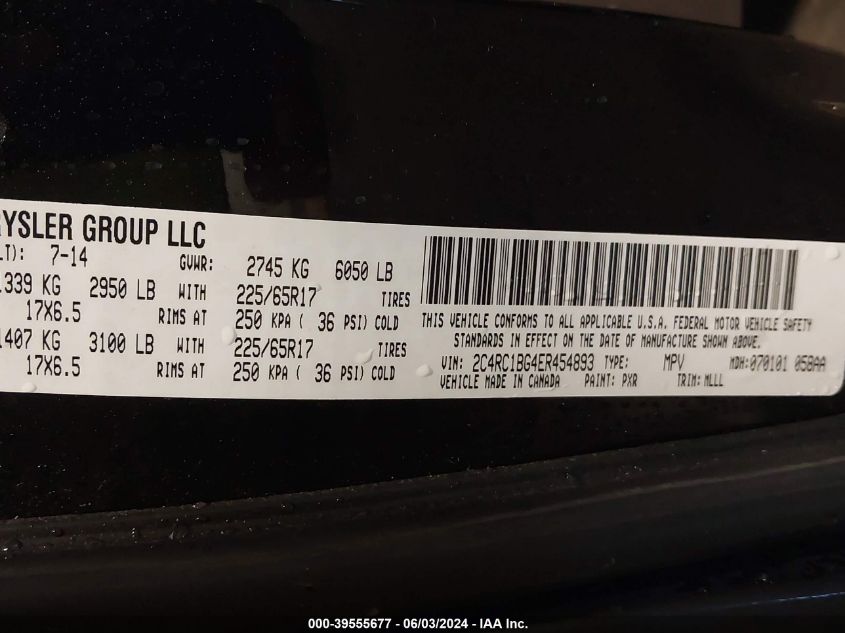 RYSLER GROUP LLC
LT): 7-14 GVWR: 2745 KG 6050 LB
1339 KG 2950 LB WITH 225/65R17 TIRES
17X6.5 RIMS AT 250 KPA ( 36 PSI) COLD
1407 KG 3100 LB WITH 225/65R17 TIRES
17X6.5 RIMS AT 250 KPA ( 36 PSI) COLD
THIS VEHICLE CONFORMS TO ALL APPLICABLE U.S.A. FEDERAL MOTOR VEHICLE SAFETY
STANDARDS IN EFFECT ON THE DATE OF MANUFACTURE SHOWN ABOVE.
VIN: 2C4RC1BG4ER454893 TYPE: MPV MDH:070101 058AA
VEHICLE MADE IN CANADA PAINT: PXR TRIM: MLLL
000-39555677 - 06/03/2024 - IAA Inc.